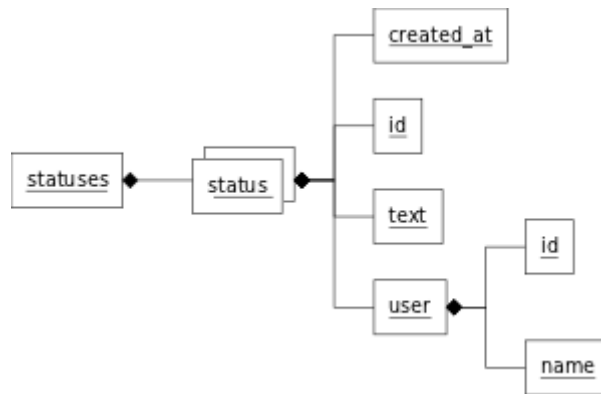 created_at
id
statuses
status
text
id
user
name